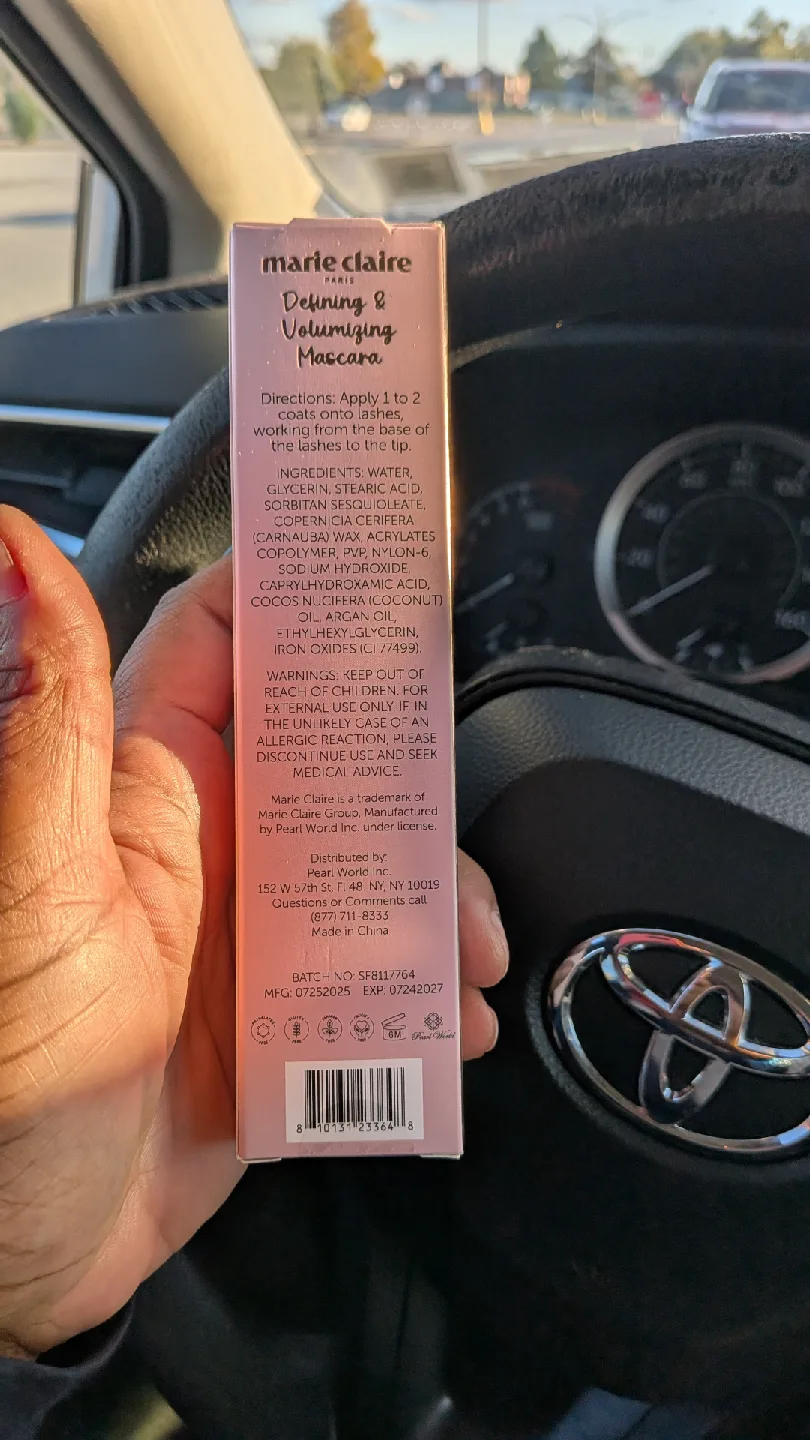 marie claire
PARIS
Defining &
Volumizing
Mascara
Directions: Apply 1 to 2
coats onto lashes,
working from the base of
the lashes to the tip.
INGREDIENTS: WATER,
GLYCERIN, STEARIC ACID,
SORBITAN SESQUIOLEATE,
COPERNICIA CERIFERA
(CARNAUBA) WAX, ACRYLATES
COPOLYMER, PVP, NYLON-6,
SODIUM HYDROXIDE,
CAPRYLHYDROXAMIC ACID,
COCOS NUCIFERA (COCONUT)
OIL, ARGAN OIL,
ETHYLHEXYLGLYCERIN,
IRON OXIDES (CI 77499).
WARNINGS: KEEP OUT OF
REACH OF CHILDREN. FOR
EXTERNAL USE ONLY. IF IN
THE UNLIKELY CASE OF AN
ALLERGIC REACTION, PLEASE
DISCONTINUE USE AND SEEK
MEDICAL ADVICE.
Marie Claire is a trademark of
Marie Claire Group, Manufactured
by Pearl World Inc. under license.
Distributed by:
Pearl World Inc.
152 W 57th St. Fl 48 NY, NY 10019
Questions or Comments call
(877) 711-8333
Made in China
BATCH NO: SF8117764
MFG: 07252025 EXP: 07242027
6M Pearl World
8 10131 23364 8